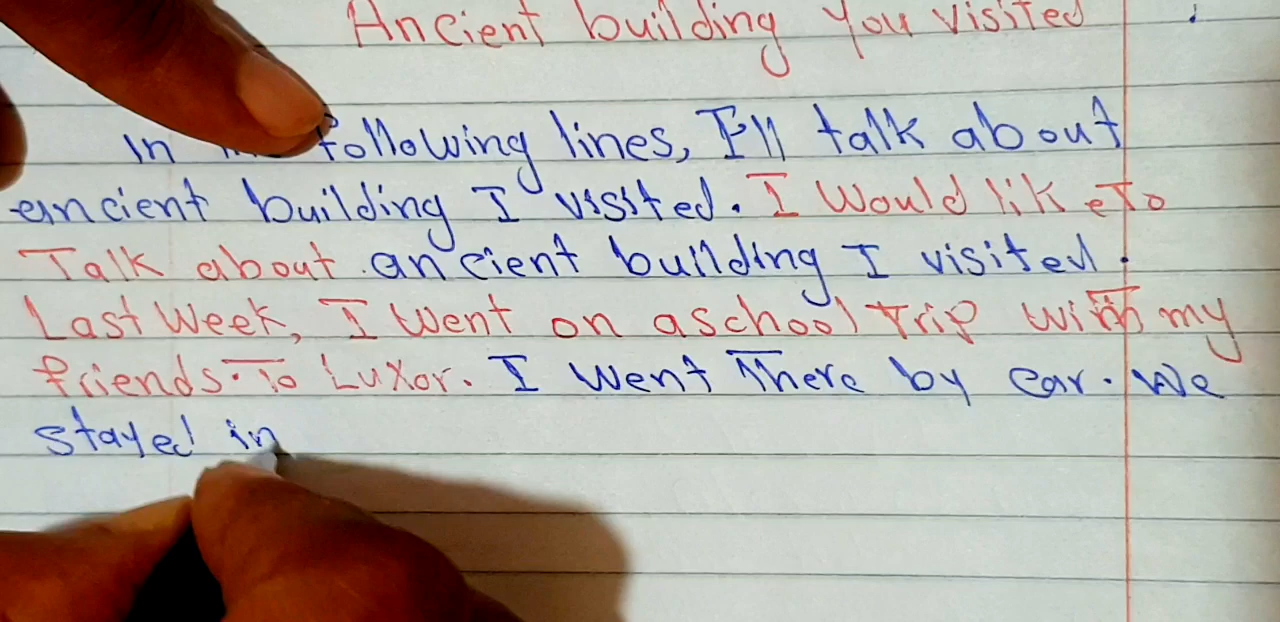 Ancient building you visited
In following lines, I'll talk about
ancient building I visited. I would like To
Talk about ancient building I visited.
Last Week, I went on a school Trip with my
friends. To Luxor. I went There by car. We
stayed in